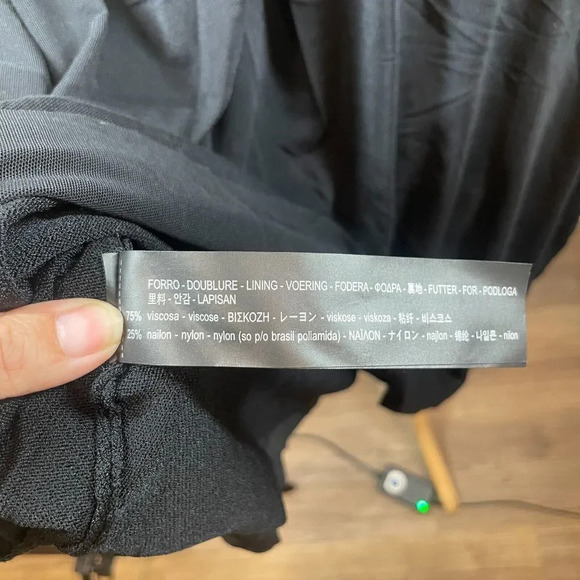 FORRO - DOUBLURE - LINING - VOERING - FODERA - ΦΟΔΡΑ - 裏地 - FUTTER - FOR - PODLOGA
里料 - 안감 - LAPISAN
75% viscosa - viscose - ΒΙΣΚΟΖΗ - レーヨン - viskose - viskoza - 粘纤 - 비스코스
25% nailon - nylon - nylon (so p/o brasil poliamida) - ΝΑΪΛΟΝ - ナイロン - najlon - 锦纶 - 나일론 - nilon